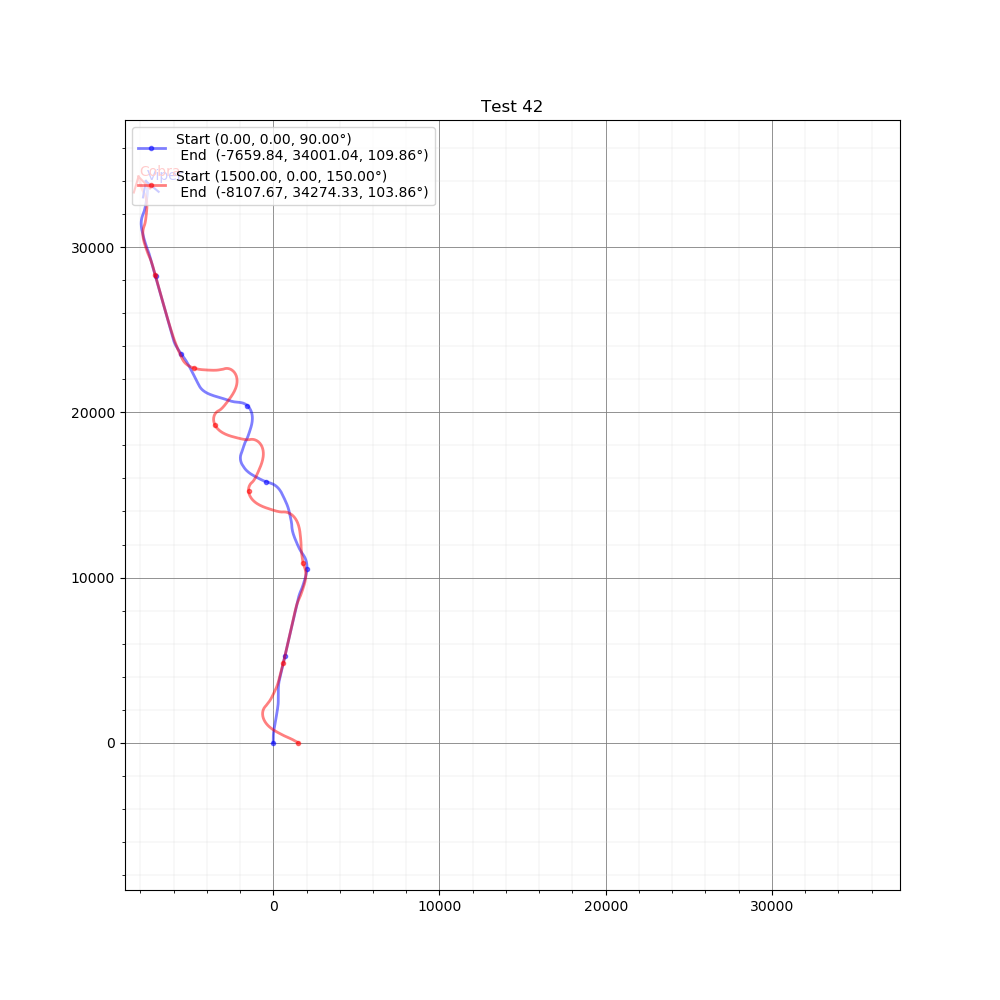 Test 42
Start (0.00, 0.00, 90.00°)
End (-7659.84, 34001.04, 109.86°)
Start (1500.00, 0.00, 150.00°)
End (-8107.67, 34274.33, 103.86°)
30000
20000
10000
0
0
10000
20000
30000